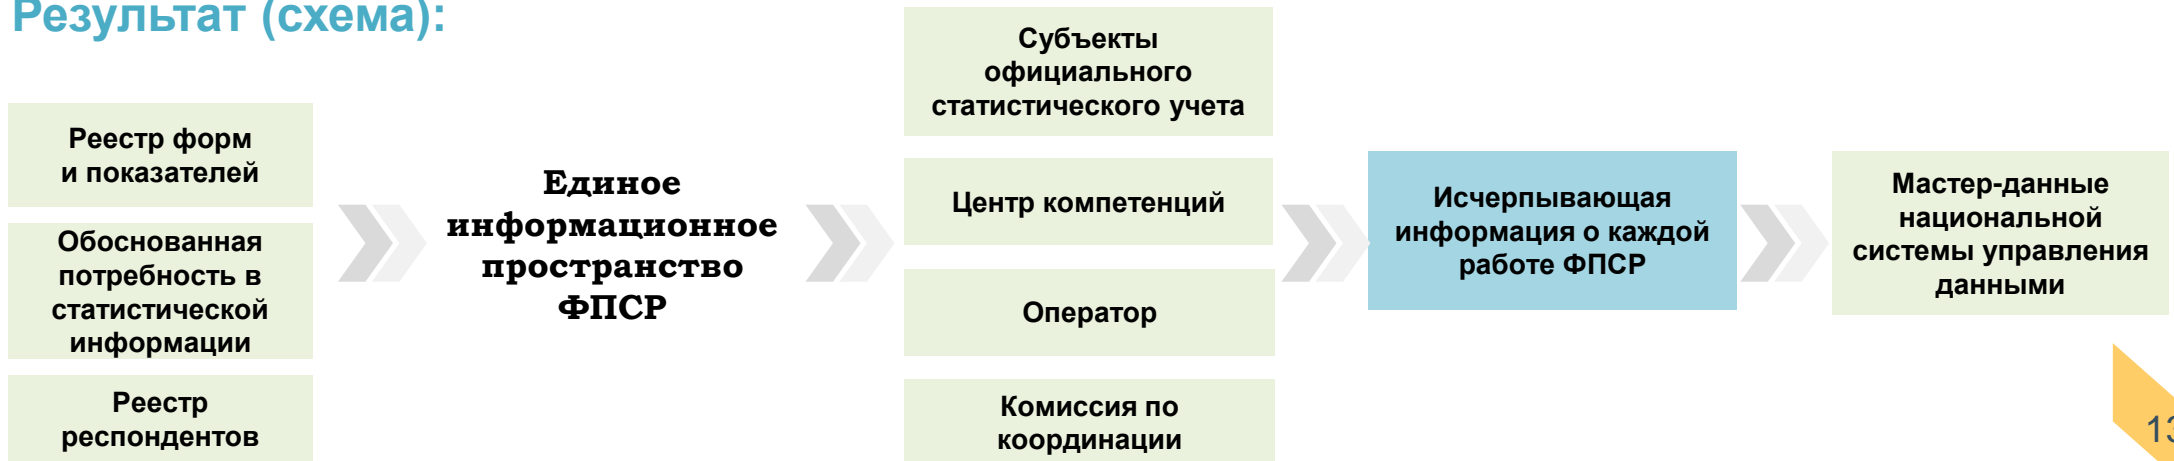 Результат (схема):
Реестр форм
и показателей
Обоснованная
потребность в
статистической
информации
Реестр
респондентов
Единое
информационное
пространство
ФПСР
Субъекты
официального
статистического учета
Центр компетенций
Оператор
Комиссия по
координации
Исчерпывающая
информация о каждой
работе ФПСР
Мастер-данные
национальной
системы управления
данными
13